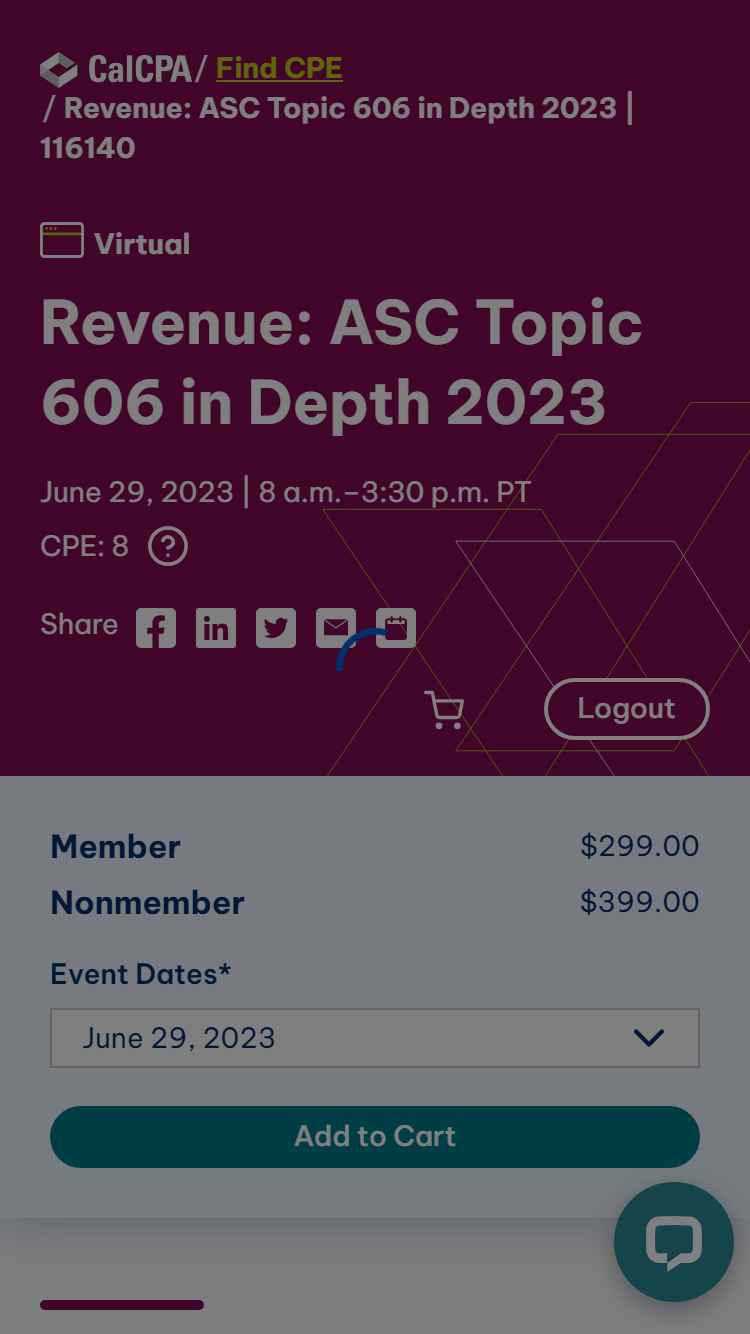 CalCPA / Find CPE
/ Revenue: ASC Topic 606 in Depth 2023 |
116140
Virtual
Revenue: ASC Topic
606 in Depth 2023
June 29, 2023 | 8 a.m.–3:30 p.m. PT
CPE: 8 ?
Share
Logout
Member $299.00
Nonmember $399.00
Event Dates*
June 29, 2023
Add to Cart